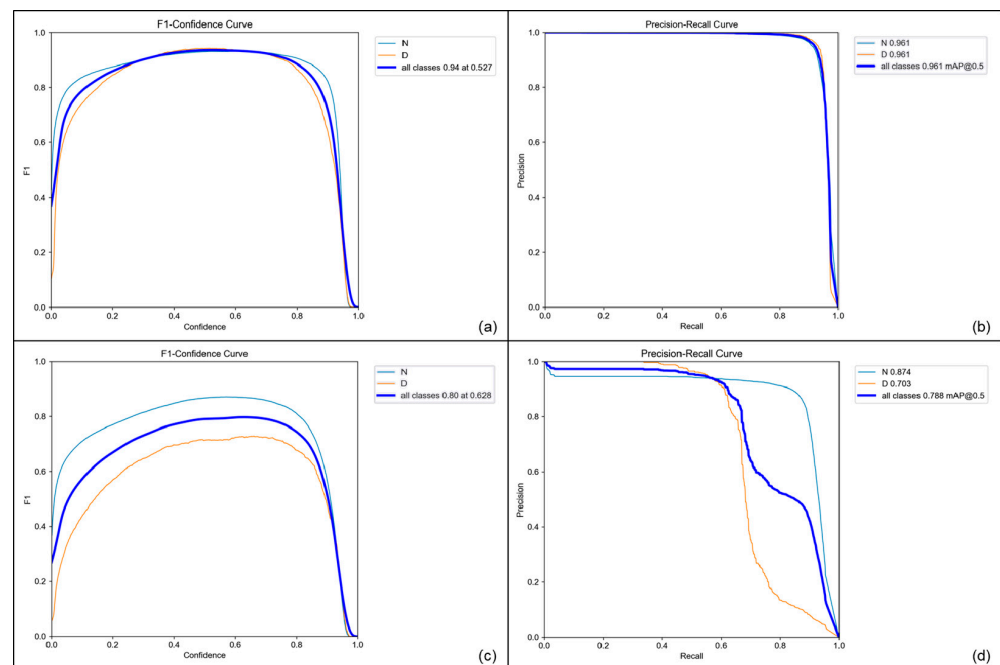 F1-Confidence Curve
1.0
0.8
0.6
0.4
0.2
0.0
F1
0.0 0.2 0.4 0.6 0.8 1.0
Confidence
N
D
all classes 0.94 at 0.527
(a)
Precision-Recall Curve
1.0
0.8
0.6
0.4
0.2
0.0
Precision
0.0 0.2 0.4 0.6 0.8 1.0
Recall
N 0.961
D 0.961
all classes 0.961 mAP@0.5
(b)
F1-Confidence Curve
1.0
0.8
0.6
0.4
0.2
0.0
F1
0.0 0.2 0.4 0.6 0.8 1.0
Confidence
N
D
all classes 0.80 at 0.628
(c)
Precision-Recall Curve
1.0
0.8
0.6
0.4
0.2
0.0
Precision
0.0 0.2 0.4 0.6 0.8 1.0
Recall
N 0.874
D 0.703
all classes 0.788 mAP@0.5
(d)